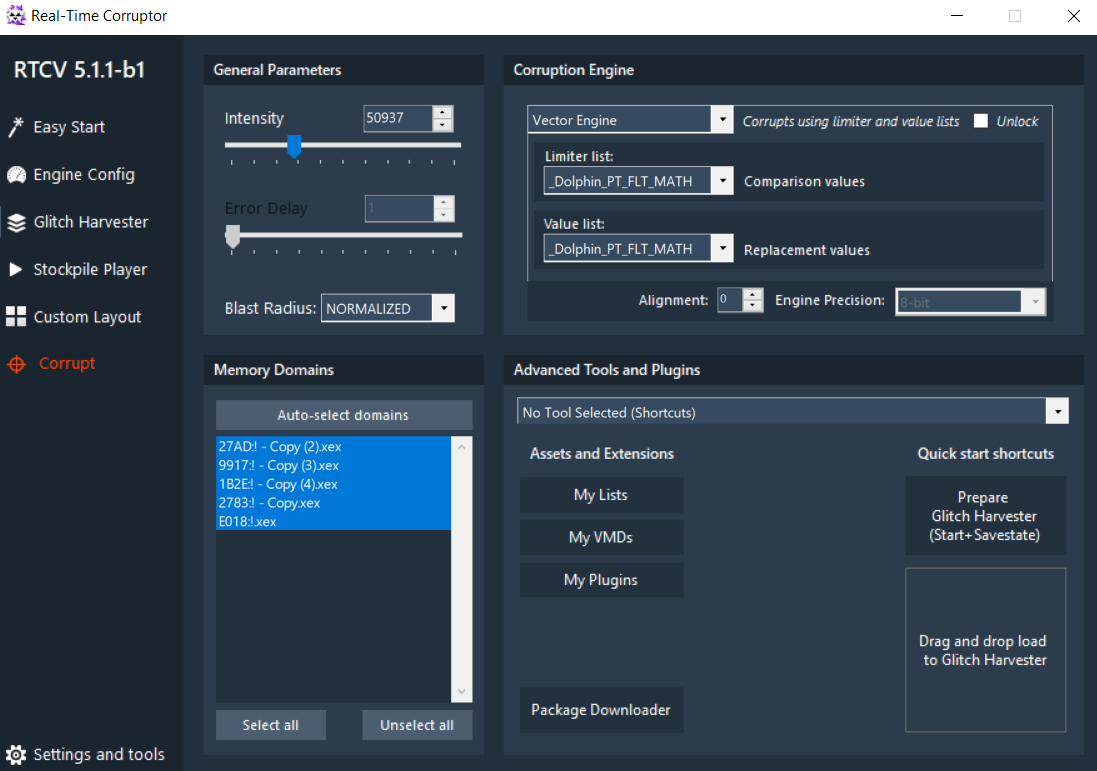 Real-Time Corruptor
RTCV 5.1.1-b1
Easy Start
Engine Config
Glitch Harvester
Stockpile Player
Custom Layout
Corrupt
Settings and tools
General Parameters
Intensity
50937
Error Delay
1
Blast Radius:
NORMALIZED
Corruption Engine
Vector Engine
Corrupts using limiter and value lists
Unlock
Limiter list:
_Dolphin_PT_FLT_MATH
Comparison values
Value list:
_Dolphin_PT_FLT_MATH
Replacement values
Alignment:
0
Engine Precision:
8-bit
Memory Domains
Auto-select domains
27AD:! - Copy (2).xex
9917:! - Copy (3).xex
1B2E:! - Copy (4).xex
2783:! - Copy.xex
E018:!.xex
Select all
Unselect all
Advanced Tools and Plugins
No Tool Selected (Shortcuts)
Assets and Extensions
My Lists
My VMDs
My Plugins
Package Downloader
Quick start shortcuts
Prepare
Glitch Harvester
(Start+Savestate)
Drag and drop load
to Glitch Harvester